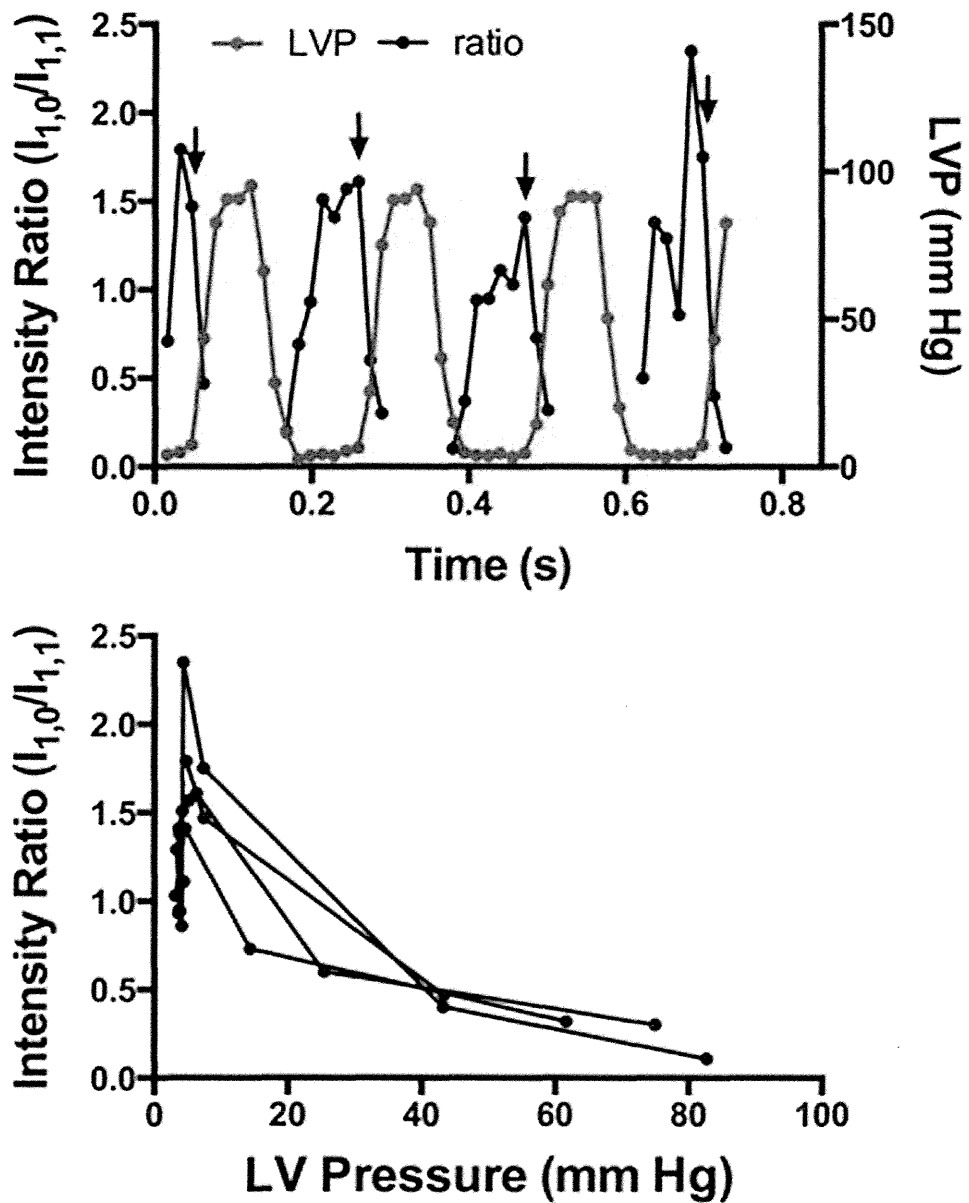 LVP ratio
Intensity Ratio (I1,0/I1,1)
2.5
2.0
1.5
1.0
0.5
0.0
150
100
50
0
LVP (mm Hg)
0.0 0.2 0.4 0.6 0.8
Time (s)
Intensity Ratio (I1,0/I1,1)
2.5
2.0
1.5
1.0
0.5
0.0
0 20 40 60 80 100
LV Pressure (mm Hg)